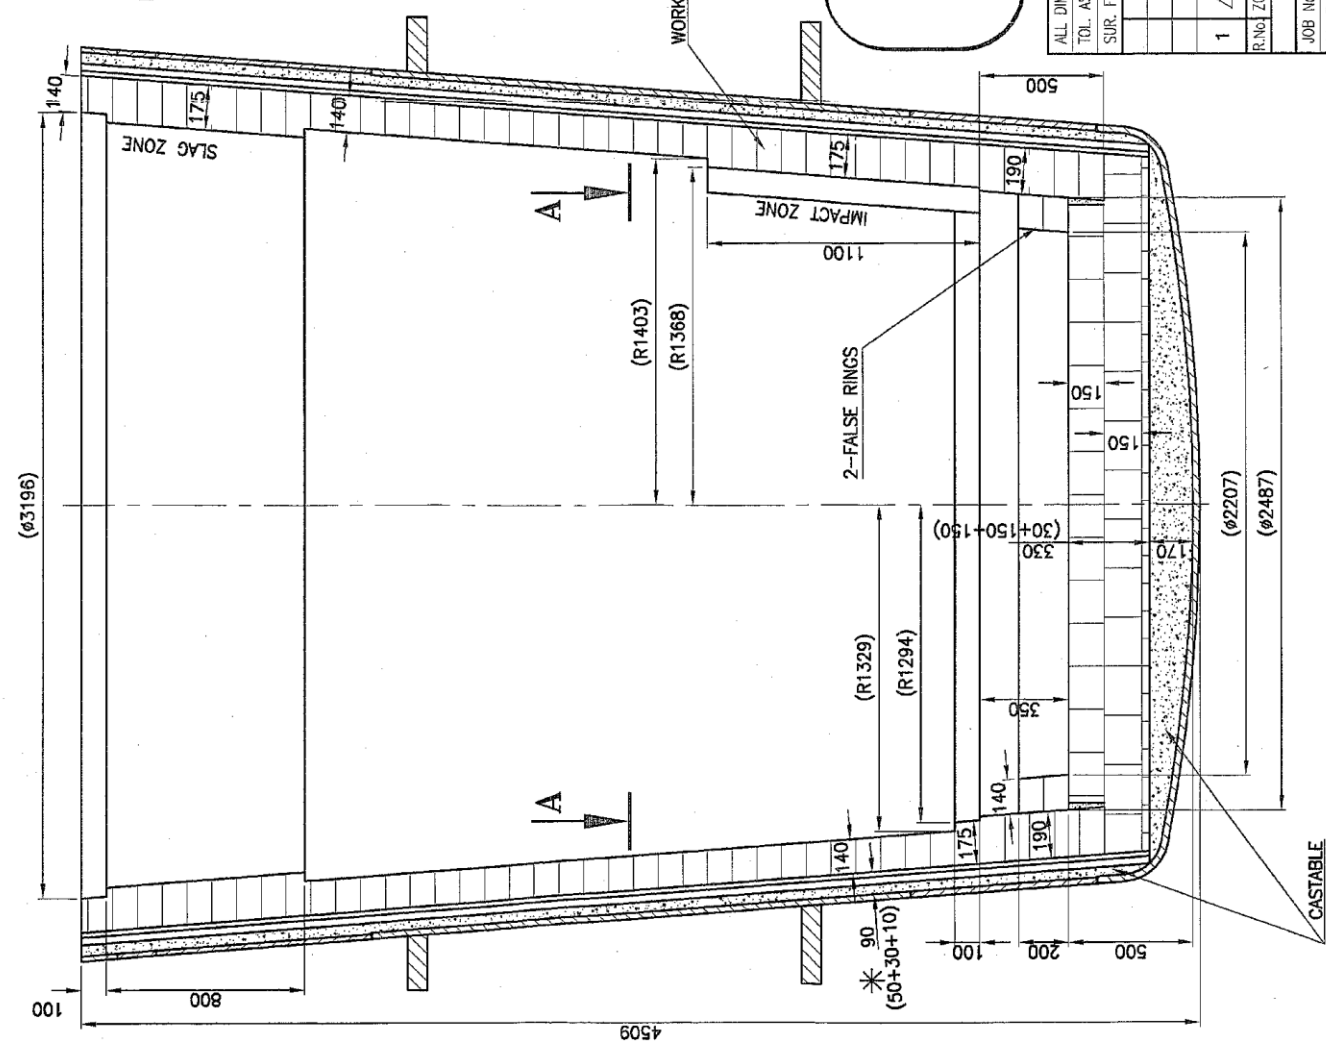 (ø3196)
140
175
SLAG ZONE
140
WORK
ALL DIM
TOL. AS
SUR. F
1
R.No.
JOB No
500
175
190
A
A
IMPACT ZONE
1100
(R1403)
(R1368)
2-FALSE RINGS
150
150
(30+150+150)
330
170
(ø2207)
(ø2487)
(R1329)
(R1294)
350
140
140
175
190
90
(50+30+10)
100
200
500
CASTABLE
100
800
4509